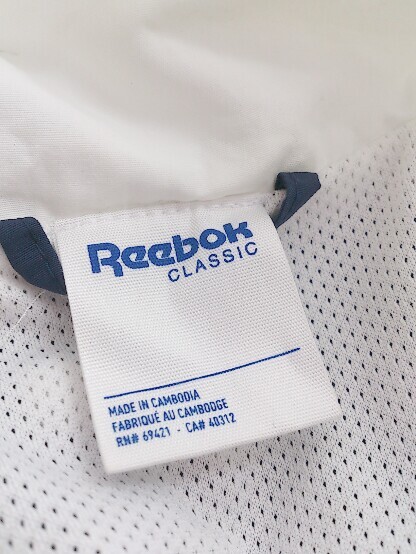 Reebok
CLASSIC
MADE IN CAMBODIA
FABRIQUÉ AU CAMBODGE
RN# 69421 - CA# 40312